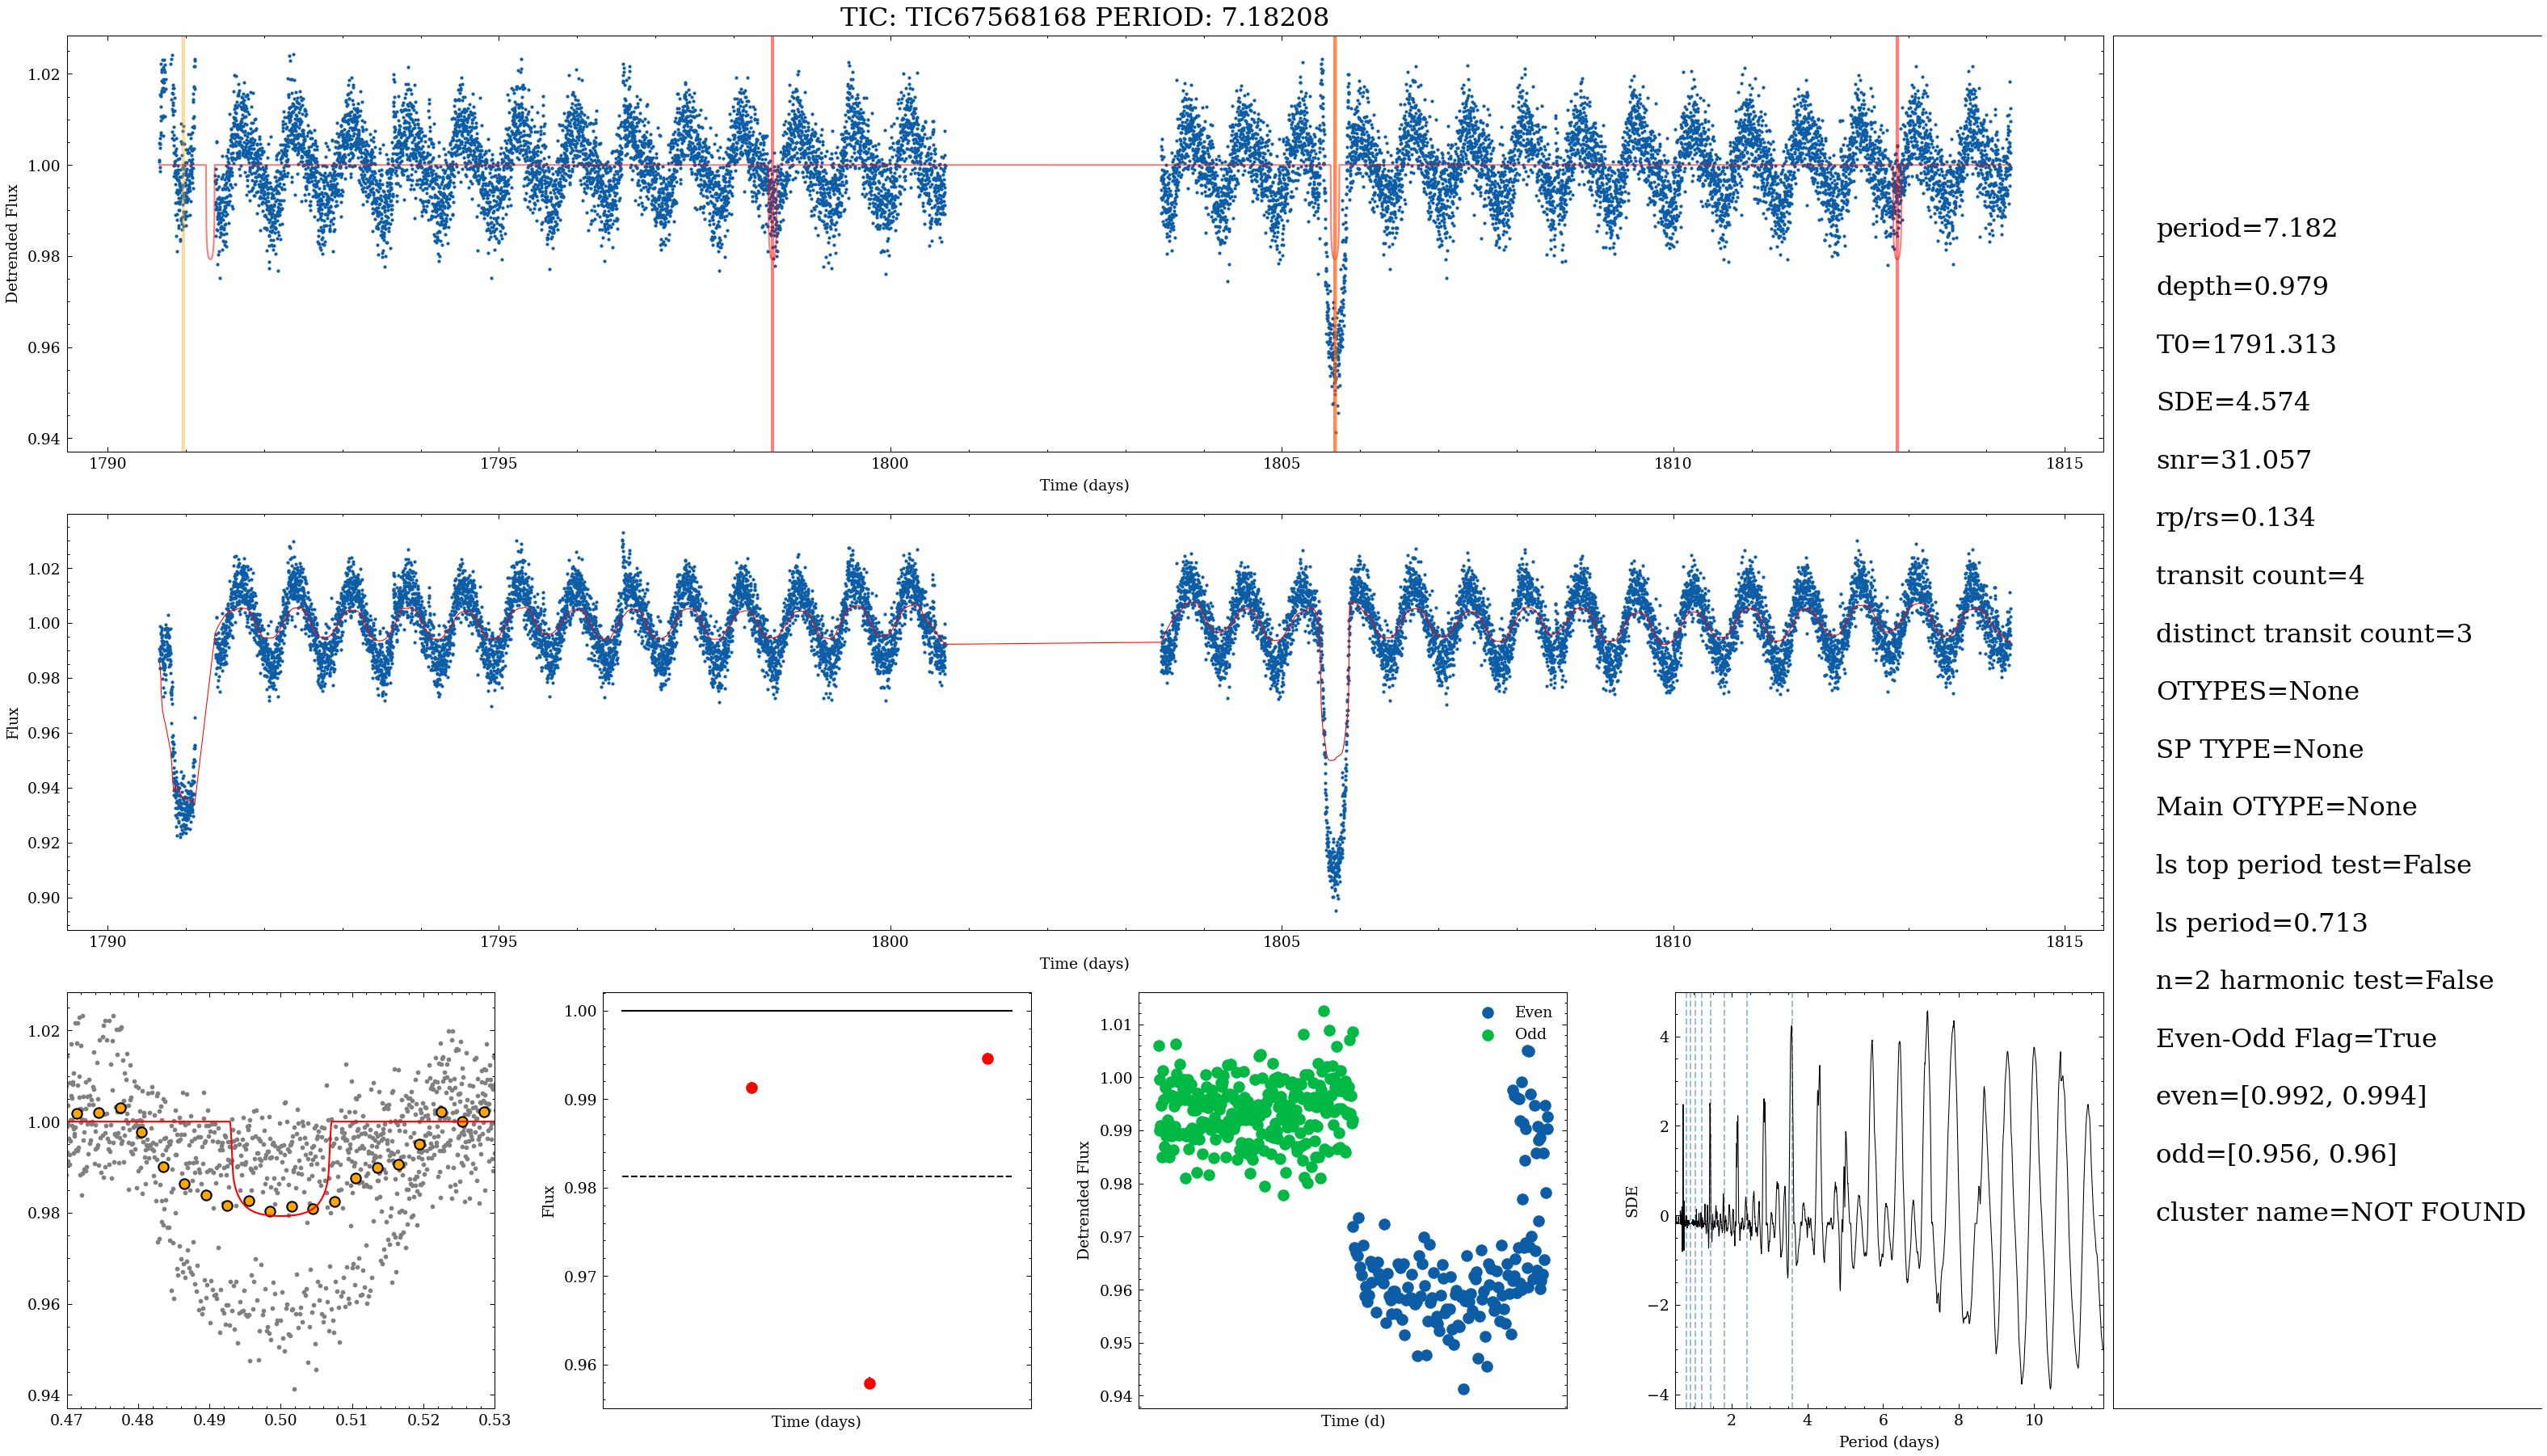 TIC: TIC67568168 PERIOD: 7.18208
Detrended Flux
1.02
1.00
0.98
0.96
0.94
1790
1795
1800
1805
1810
1815
Time (days)
Flux
1.02
1.00
0.98
0.96
0.94
0.92
0.90
1790
1795
1800
1805
1810
1815
Time (days)
1.02
1.00
0.98
0.96
0.94
0.47
0.48
0.49
0.50
0.51
0.52
0.53
Flux
1.00
0.99
0.98
0.97
0.96
Time (days)
Detrended Flux
1.01
1.00
0.99
0.98
0.97
0.96
0.95
0.94
Even
Odd
Time (d)
SDE
4
2
0
−2
−4
2
4
6
8
10
Period (days)
period=7.182
depth=0.979
T0=1791.313
SDE=4.574
snr=31.057
rp/rs=0.134
transit count=4
distinct transit count=3
OTYPES=None
SP TYPE=None
Main OTYPE=None
ls top period test=False
ls period=0.713
n=2 harmonic test=False
Even-Odd Flag=True
even=[0.992, 0.994]
odd=[0.956, 0.96]
cluster name=NOT FOUND